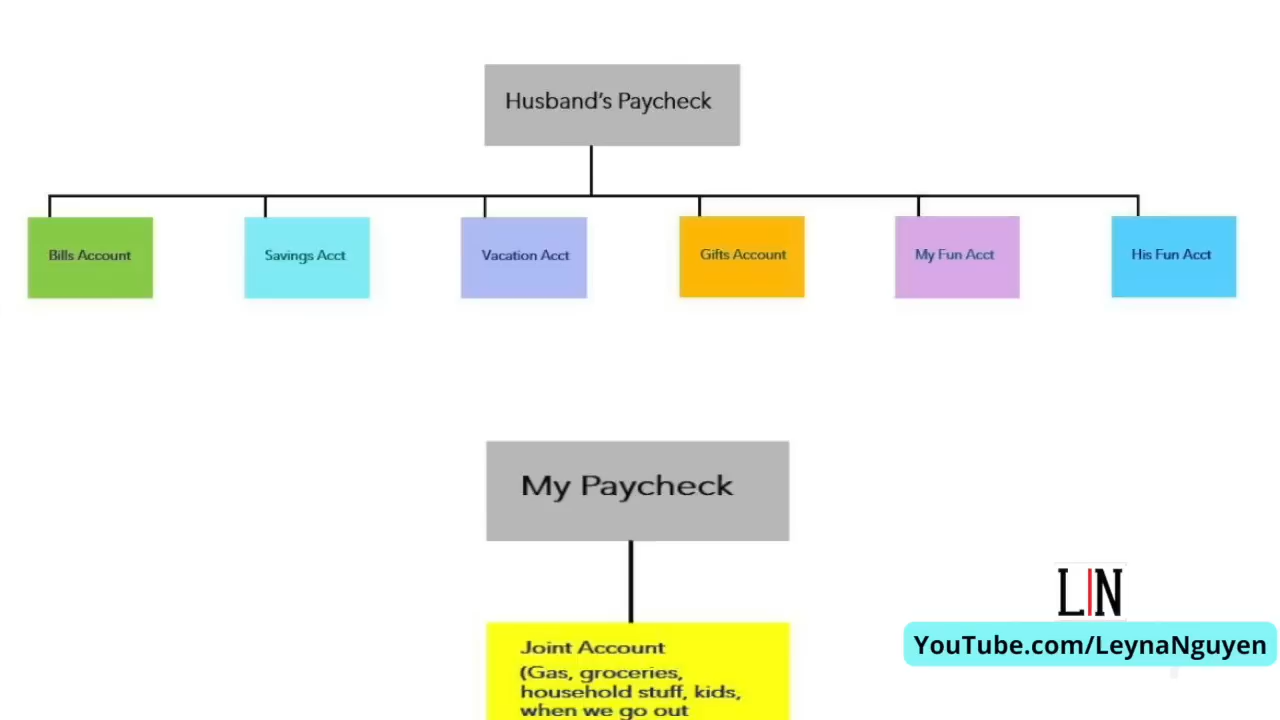 Husband's Paycheck
Bills Account
Savings Acct
Vacation Acct
Gifts Account
My Fun Acct
His Fun Acct
My Paycheck
Joint Account
(Gas, groceries,
household stuff, kids,
when we go out
L|N
YouTube.com/LeynaNguyen